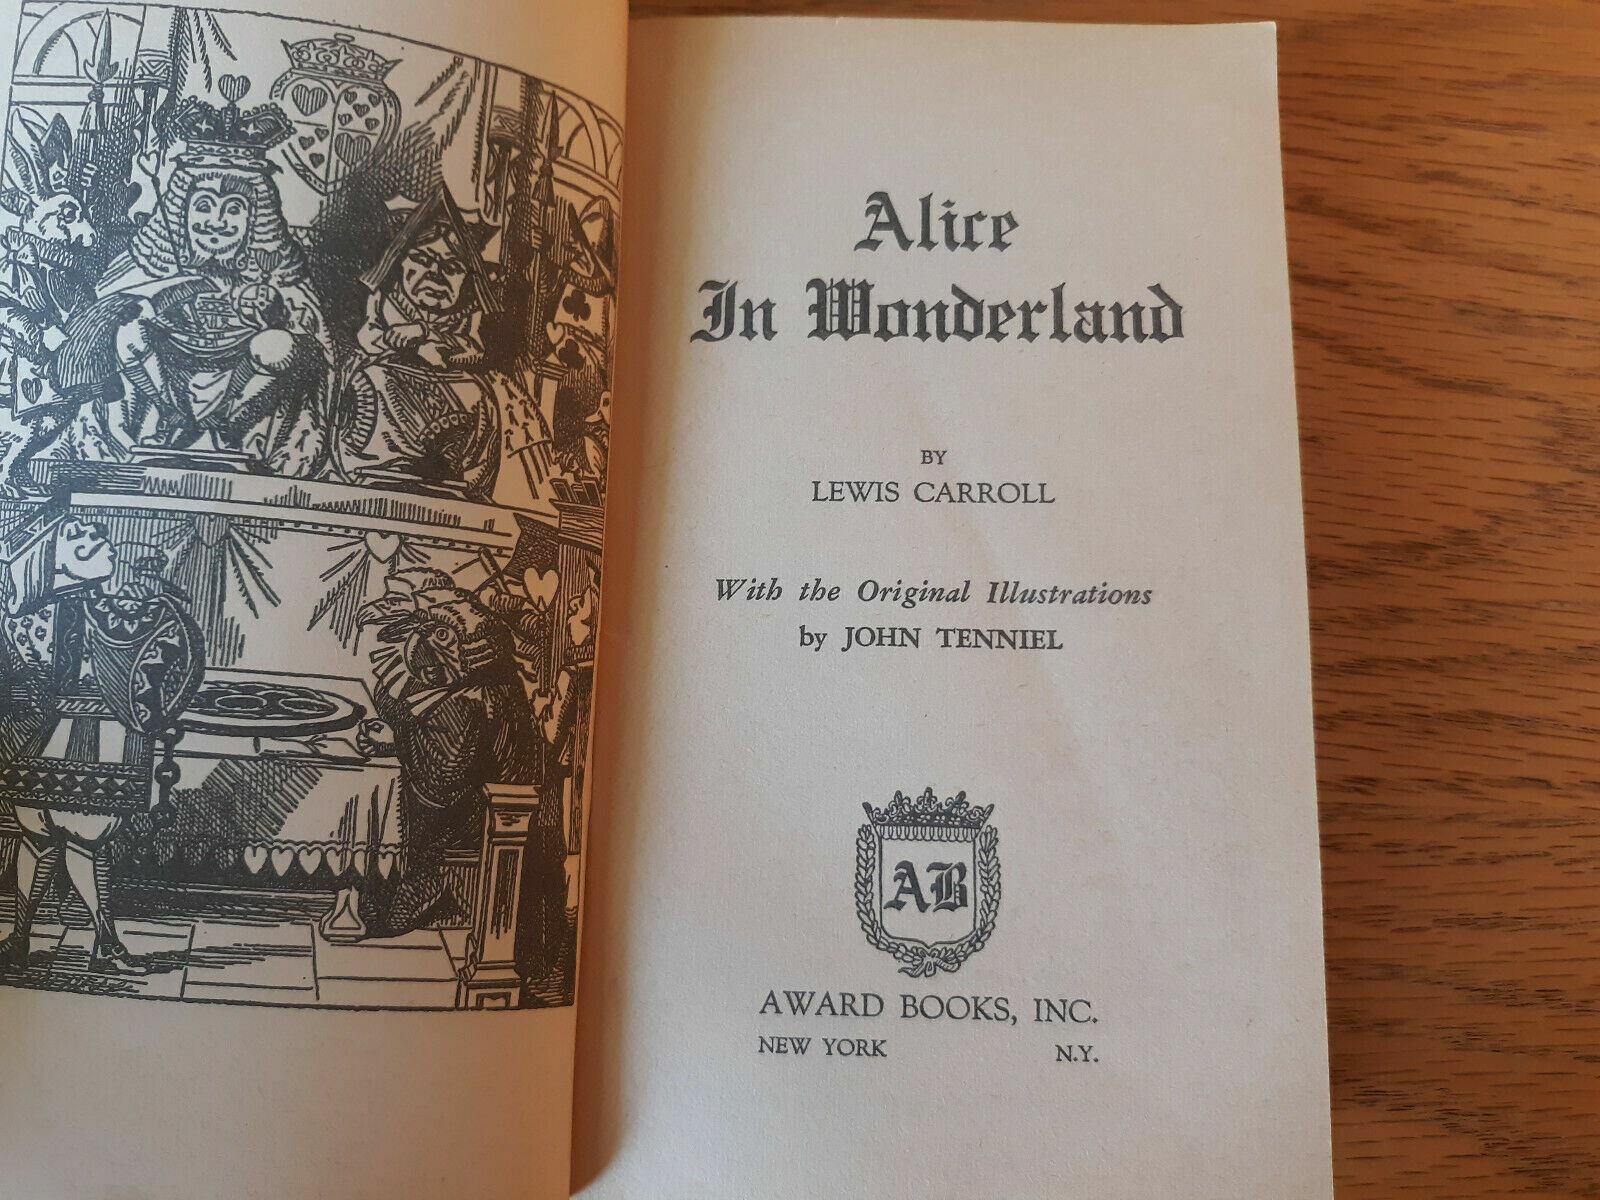 Alice
In Wonderland
BY
LEWIS CARROLL
With the Original Illustrations
by JOHN TENNIEL
AB
AWARD BOOKS, INC.
NEW YORK N.Y.